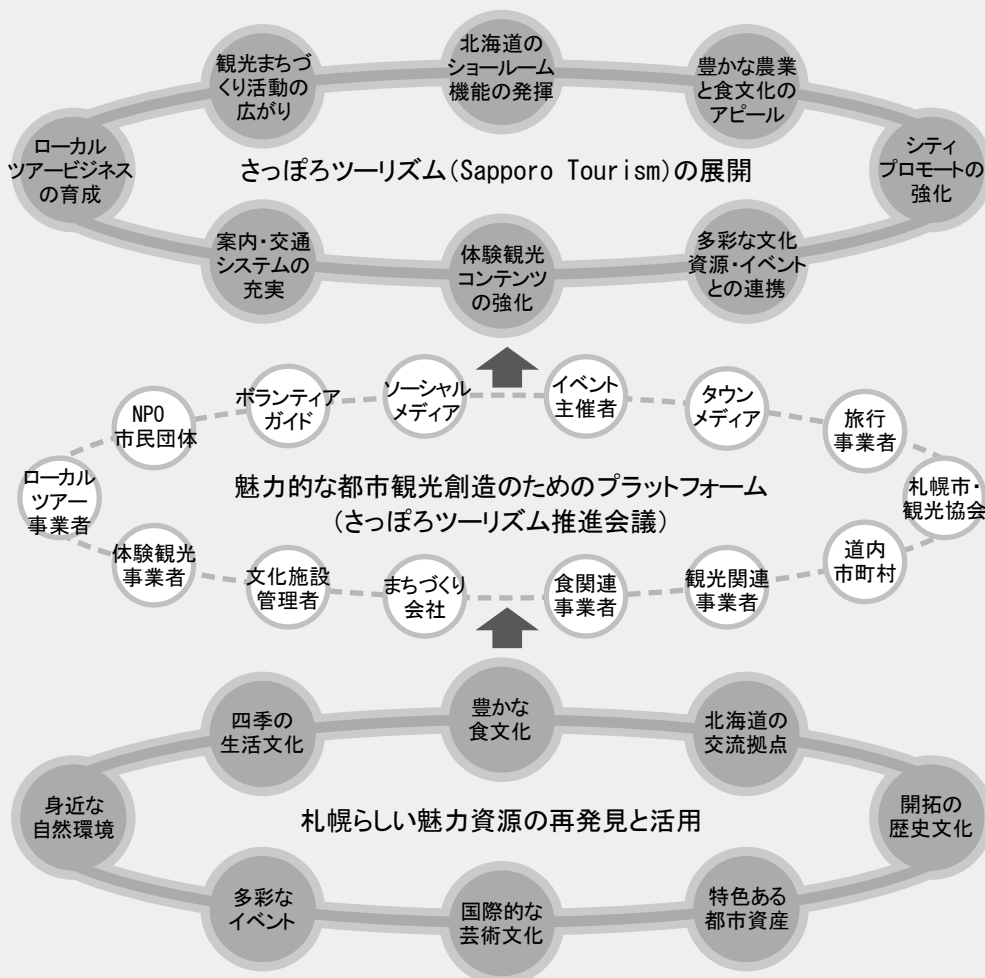 観光まちづ
くり活動の
広がり
北海道の
ショールーム
機能の発揮
豊かな農業
と食文化の
アピール
ローカル
ツアービジネス
の育成
さっぽろツーリズム(Sapporo Tourism)の展開
シティ
プロモートの
強化
案内・交通
システムの
充実
体験観光
コンテンツ
の強化
多彩な文化
資源・イベント
との連携
NPO
市民団体
ボランティア
ガイド
ソーシャル
メディア
イベント
主催者
タウン
メディア
旅行
事業者
ローカル
ツアー
事業者
魅力的な都市観光創造のためのプラットフォーム
(さっぽろツーリズム推進会議)
札幌市・
観光協会
体験観光
事業者
文化施設
管理者
まちづくり
会社
食関連
事業者
観光関連
事業者
道内
市町村
四季の
生活文化
豊かな
食文化
北海道の
交流拠点
身近な
自然環境
札幌らしい魅力資源の再発見と活用
開拓の
歴史文化
多彩な
イベント
国際的な
芸術文化
特色ある
都市資産